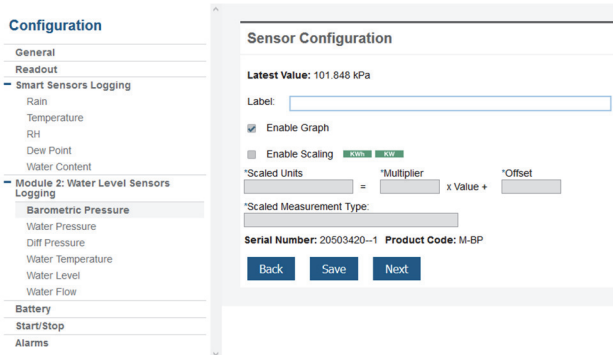 Configuration
General
Readout
Smart Sensors Logging
Rain
Temperature
RH
Dew Point
Water Content
Module 2: Water Level Sensors
Logging
Barometric Pressure
Water Pressure
Diff Pressure
Water Temperature
Water Level
Water Flow
Battery
Start/Stop
Alarms
Sensor Configuration
Latest Value: 101.848 kPa
Label:
Enable Graph
Enable Scaling KWh KW
*Scaled Units *Multiplier *Offset
= x Value +
*Scaled Measurement Type:
Serial Number: 20503420--1 Product Code: M-BP
Back Save Next